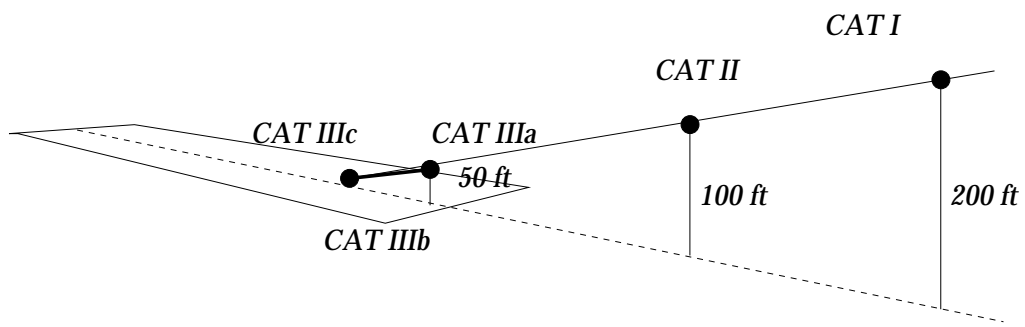 CAT I
CAT II
CAT IIIc
CAT IIIa
50 ft
100 ft
200 ft
CAT IIIb